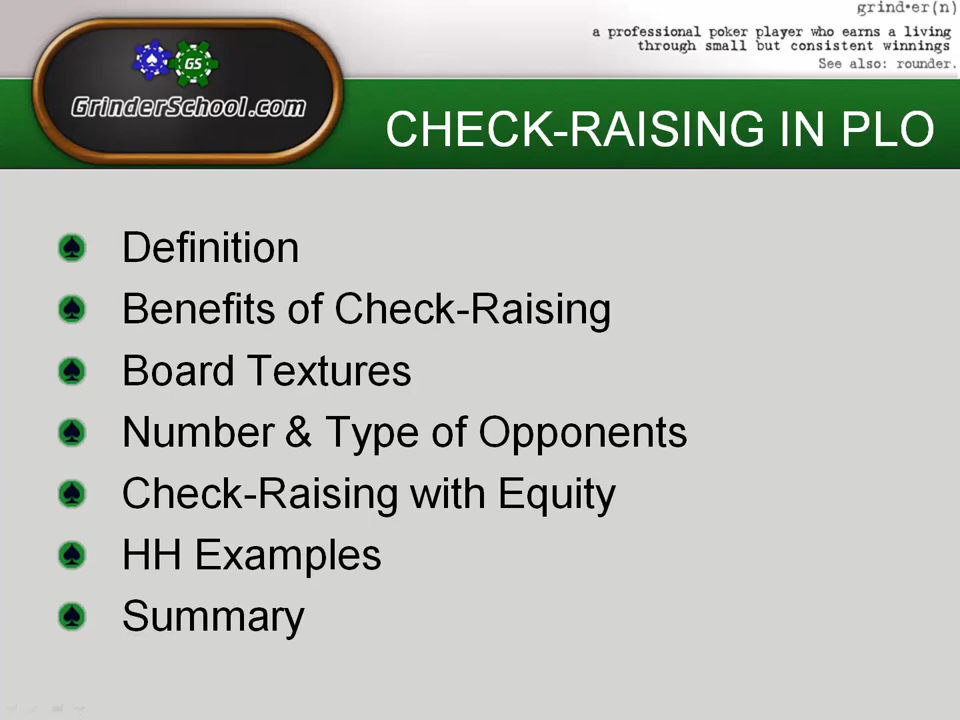 grind•er(n)
a professional poker player who earns a living
through small but consistent winnings
See also: rounder.
GS
GrinderSchool.com
CHECK-RAISING IN PLO
Definition
Benefits of Check-Raising
Board Textures
Number & Type of Opponents
Check-Raising with Equity
HH Examples
Summary